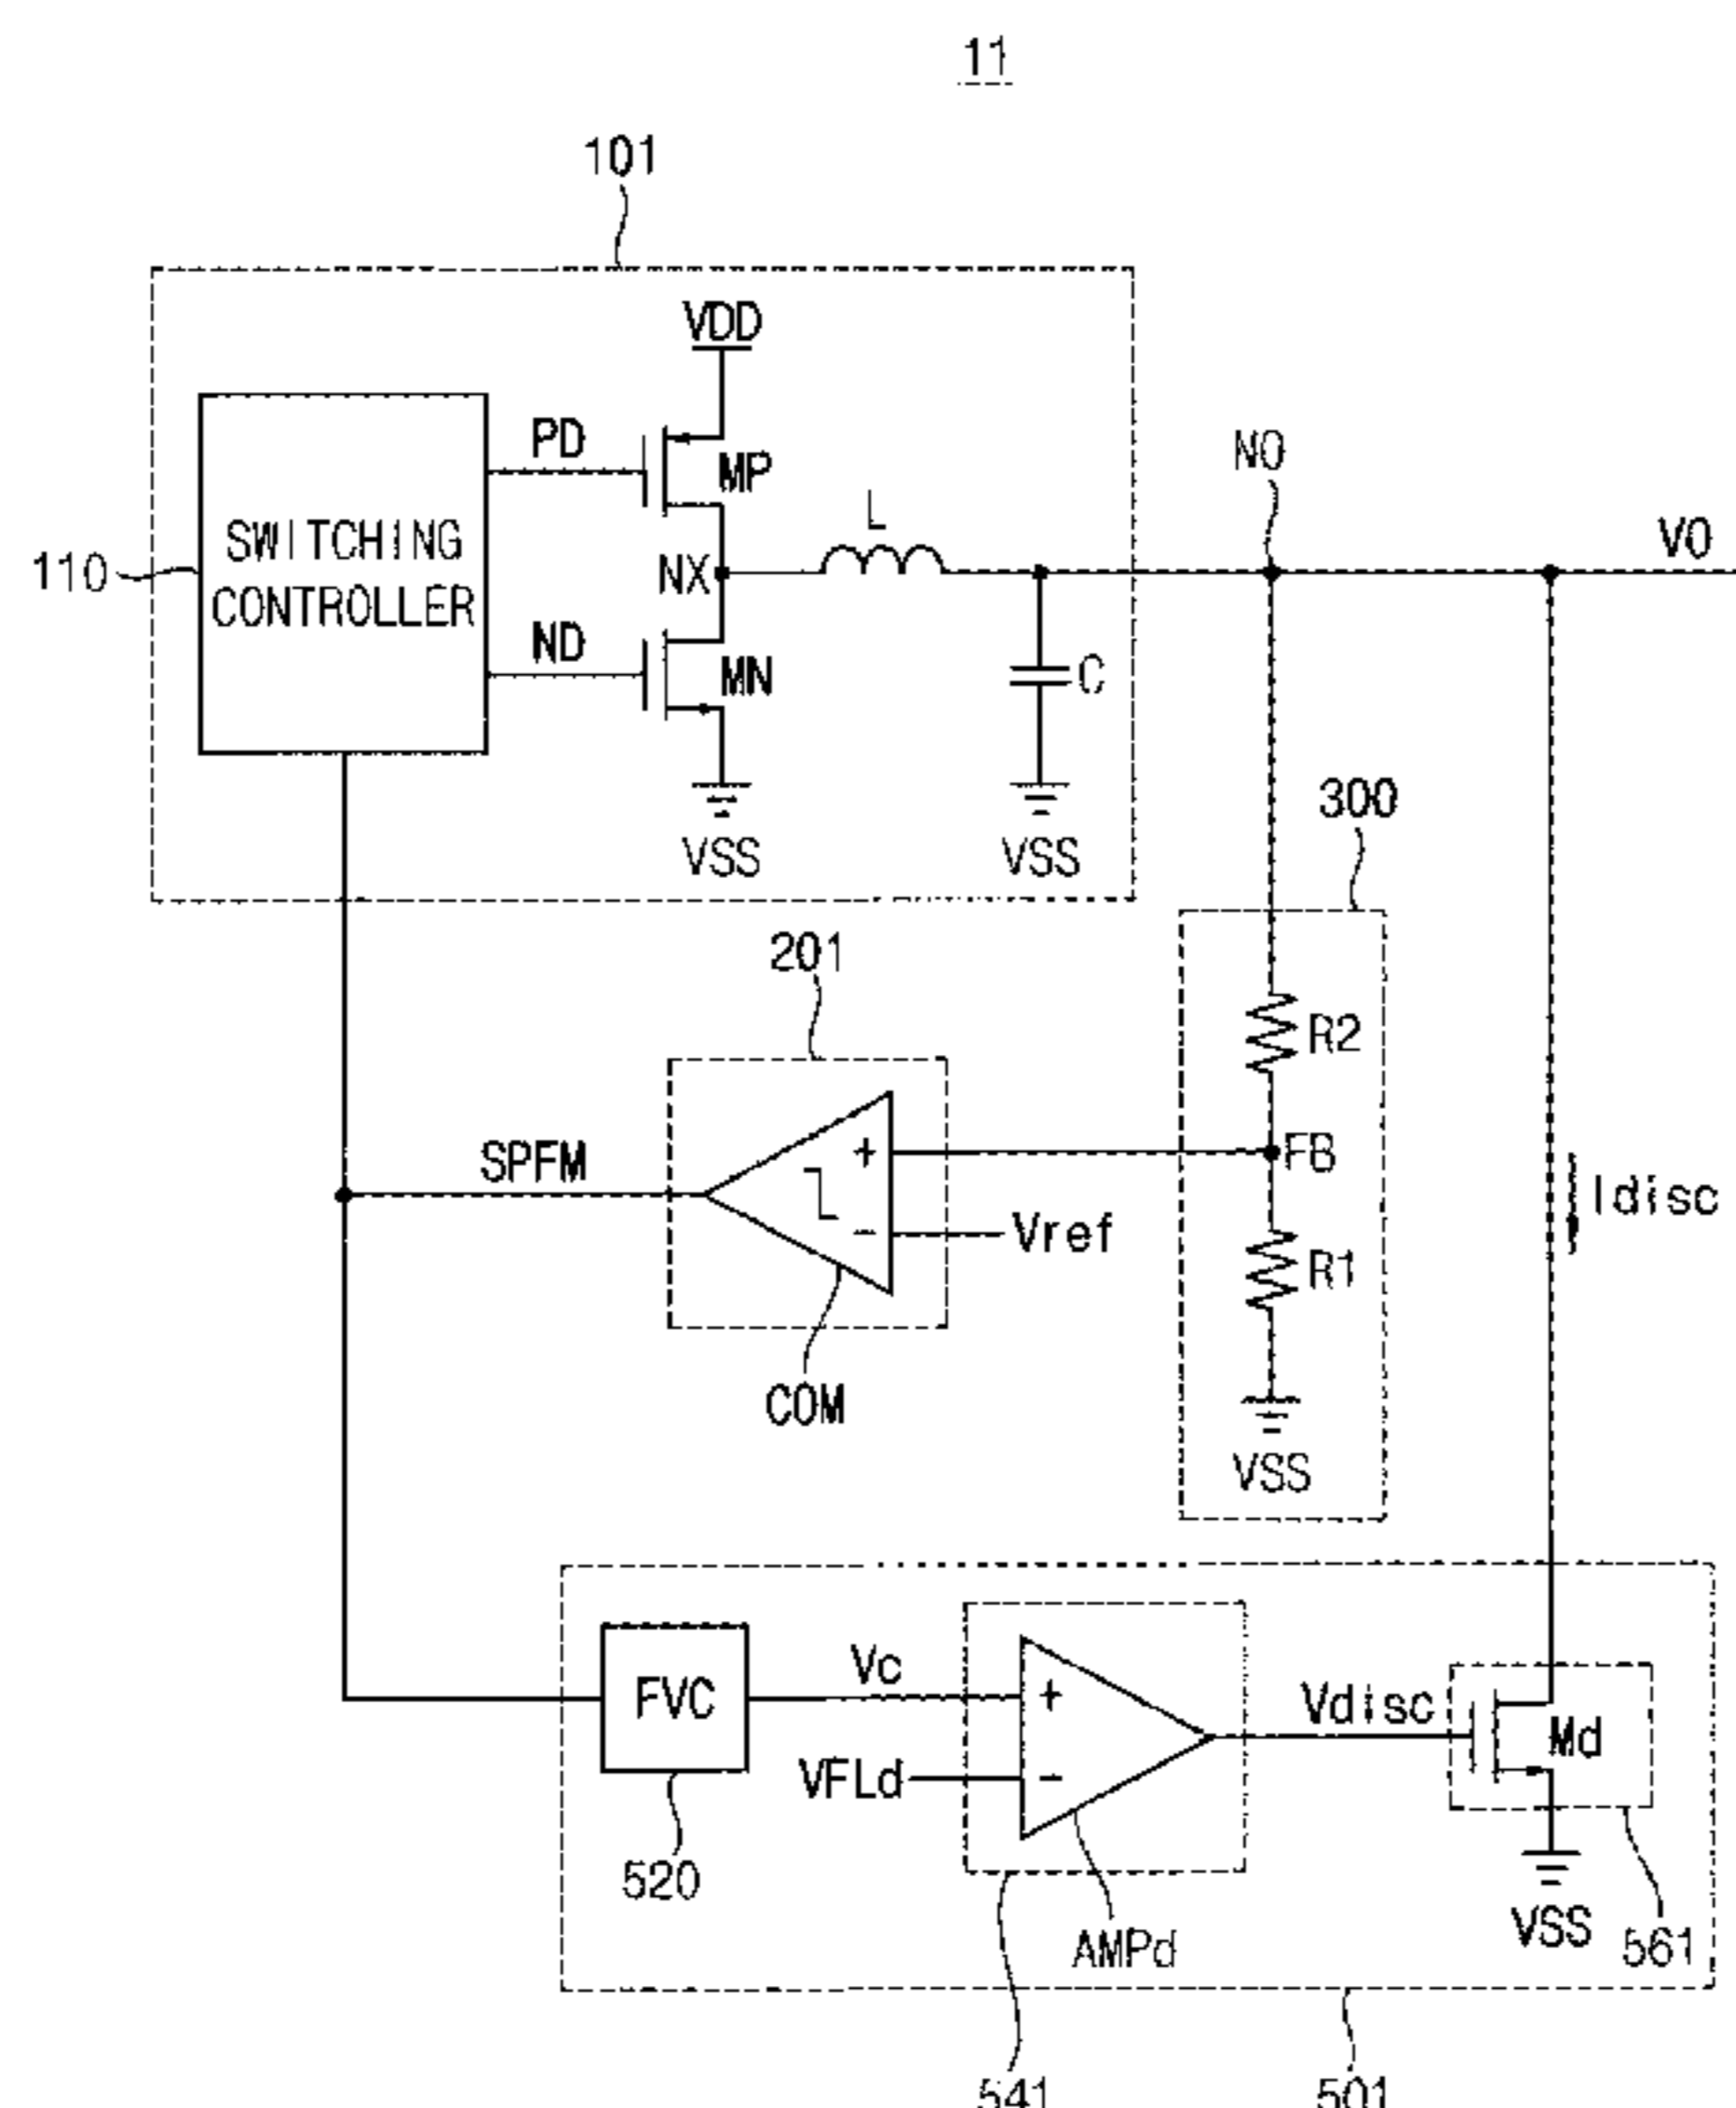 11
101
VDD
PD
MP
SWITCHING
CONTROLLER
110
NX
L
NO
VO
ND
MN
C
VSS
VSS
300
201
R2
SPFM
+
FB
-
Vref
R1
Idisc
COM
VSS
FVC
Vc
+
VFLd
-
Vdisc
Md
520
AMPd
VSS
561
541
501